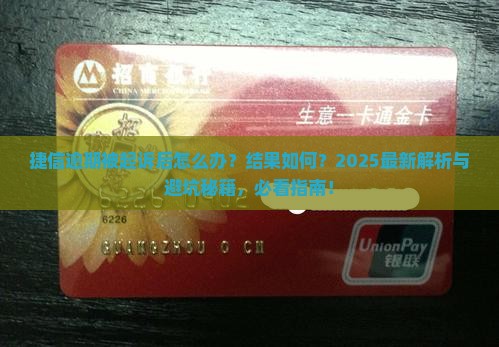 招商银行
CHINA MERCHANTS BANK
生意一卡通金卡
捷信逾期被起诉后怎么办？结果如何？2025最新解析与
避坑秘籍，必看指南！
6226
GUANGZHOU O CM
UnionPay
银联